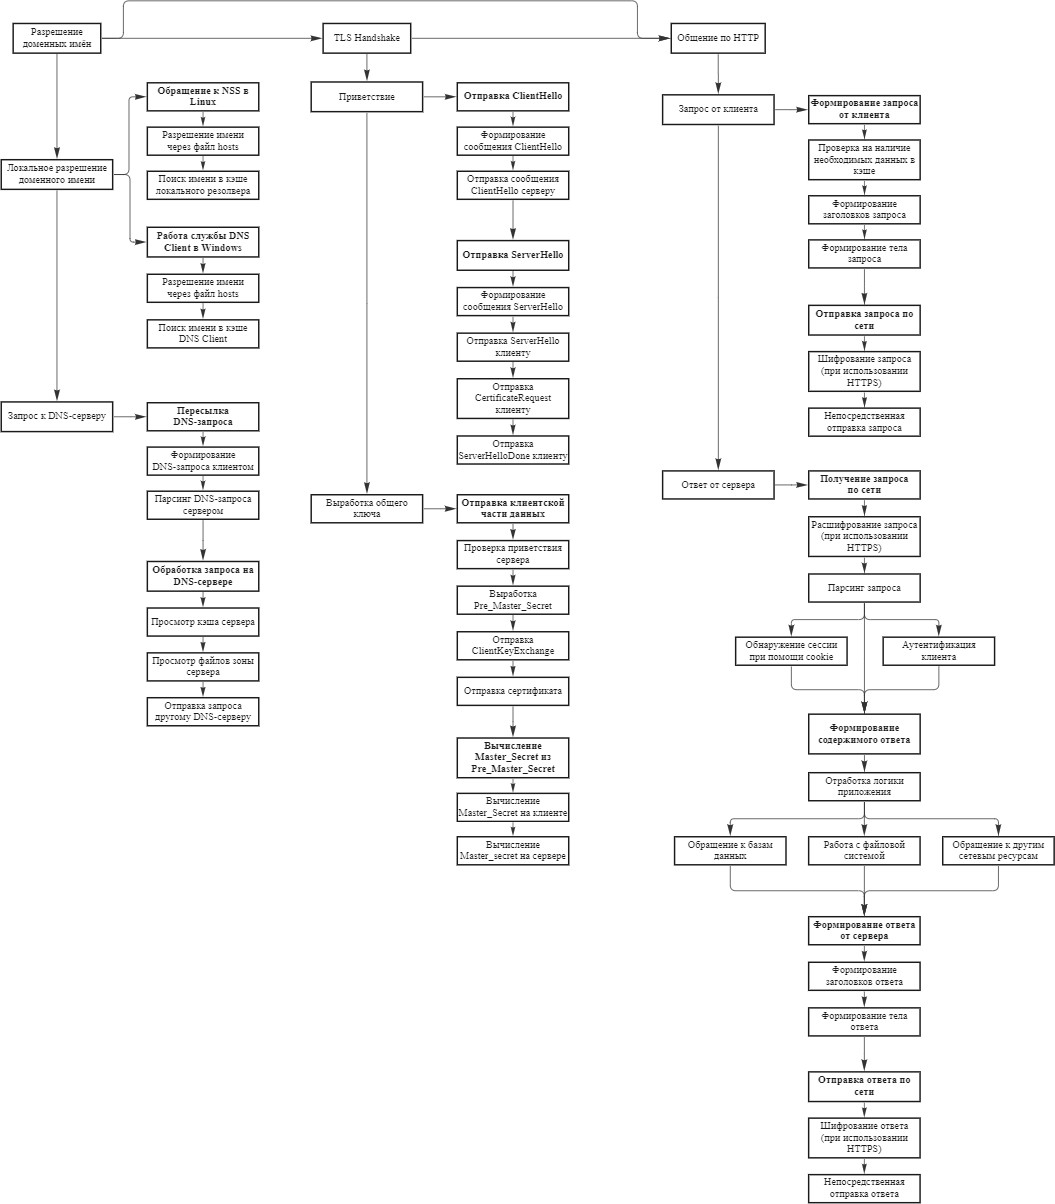 Разрешение
доменных имён
TLS Handshake
Общение по HTTP
Обращение к NSS в
Linux
Разрешение имени
через файл hosts
Поиск имени в кэше
локального резолвера
Локальное разрешение
доменного имени
Работа службы DNS
Client в Windows
Разрешение имени
через файл hosts
Поиск имени в кэше
DNS Client
Запрос к DNS-серверу
Пересылка
DNS-запроса
Формирование
DNS-запроса клиентом
Парсинг DNS-запроса
сервером
Обработка запроса на
DNS-сервере
Просмотр кэша сервера
Просмотр файлов зоны
сервера
Отправка запроса
другому DNS-серверу
Приветствие
Отправка ClientHello
Формирование
сообщения ClientHello
Отправка сообщения
ClientHello серверу
Отправка ServerHello
Формирование
сообщения ServerHello
Отправка ServerHello
клиенту
Отправка
CertificateRequest
клиенту
Отправка
ServerHelloDone клиенту
Выработка общего
ключа
Отправка клиентской
части данных
Проверка приветствия
сервера
Выработка
Pre_Master_Secret
Отправка
ClientKeyExchange
Отправка сертификата
Вычисление
Master_Secret из
Pre_Master_Secret
Вычисление
Master_Secret на клиенте
Вычисление
Master_secret на сервере
Запрос от клиента
Формирование запроса
от клиента
Проверка на наличие
необходимых данных в
кэше
Формирование
заголовков запроса
Формирование тела
запроса
Отправка запроса по
сети
Шифрование запроса
(при использовании
HTTPS)
Непосредственная
отправка запроса
Ответ от сервера
Получение запроса
по сети
Расшифрование запроса
(при использовании
HTTPS)
Парсинг запроса
Обнаружение сессии
при помощи cookie
Аутентификация
клиента
Формирование
содержимого ответа
Отработка логики
приложения
Обращение к базам
данных
Работа с файловой
системой
Обращение к другим
сетевым ресурсам
Формирование ответа
от сервера
Формирование
заголовков ответа
Формирование тела
ответа
Отправка ответа по
сети
Шифрование ответа
(при использовании
HTTPS)
Непосредственная
отправка ответа